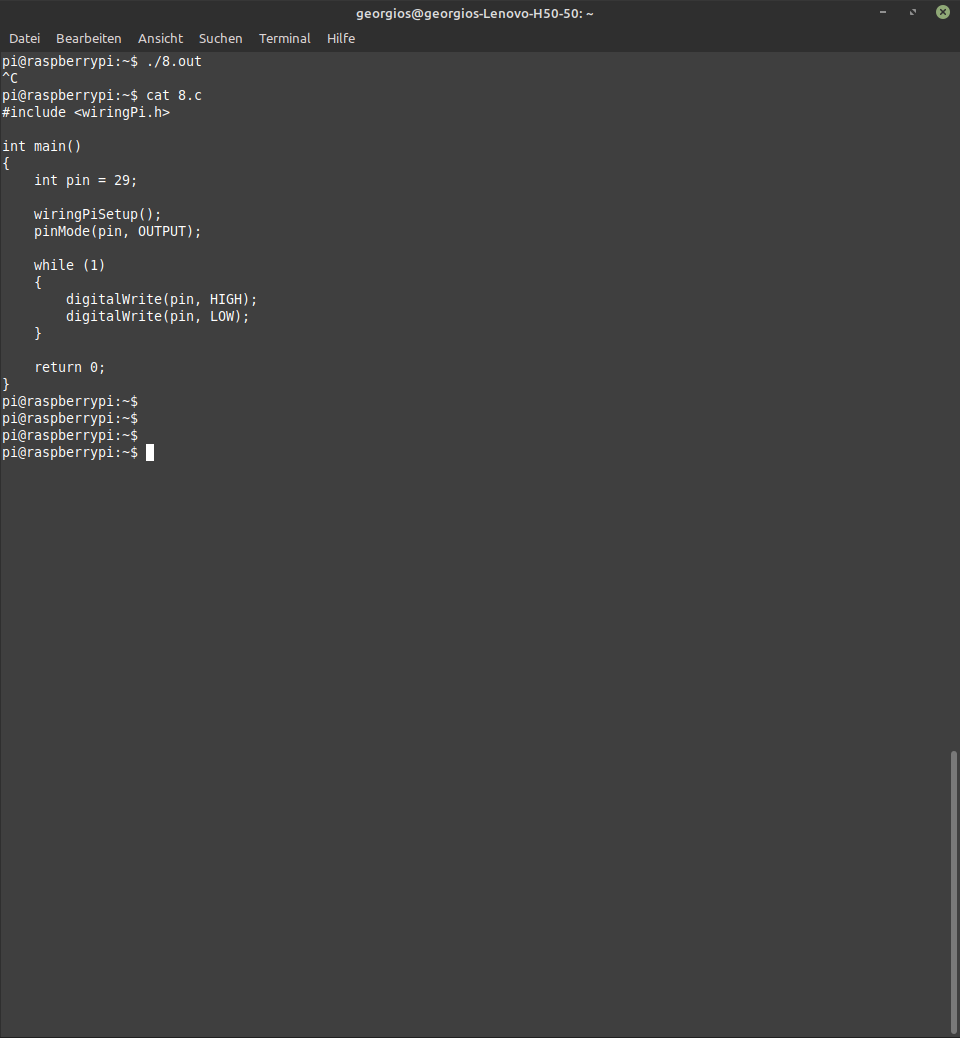 georgios@georgios-Lenovo-H50-50: ~
Datei Bearbeiten Ansicht Suchen Terminal Hilfe
pi@raspberrypi:~$ ./8.out
^C
pi@raspberrypi:~$ cat 8.c
#include <wiringPi.h>

int main()
{
    int pin = 29;

    wiringPiSetup();
    pinMode(pin, OUTPUT);

    while (1)
    {
        digitalWrite(pin, HIGH);
        digitalWrite(pin, LOW);
    }

    return 0;
}
pi@raspberrypi:~$
pi@raspberrypi:~$
pi@raspberrypi:~$
pi@raspberrypi:~$